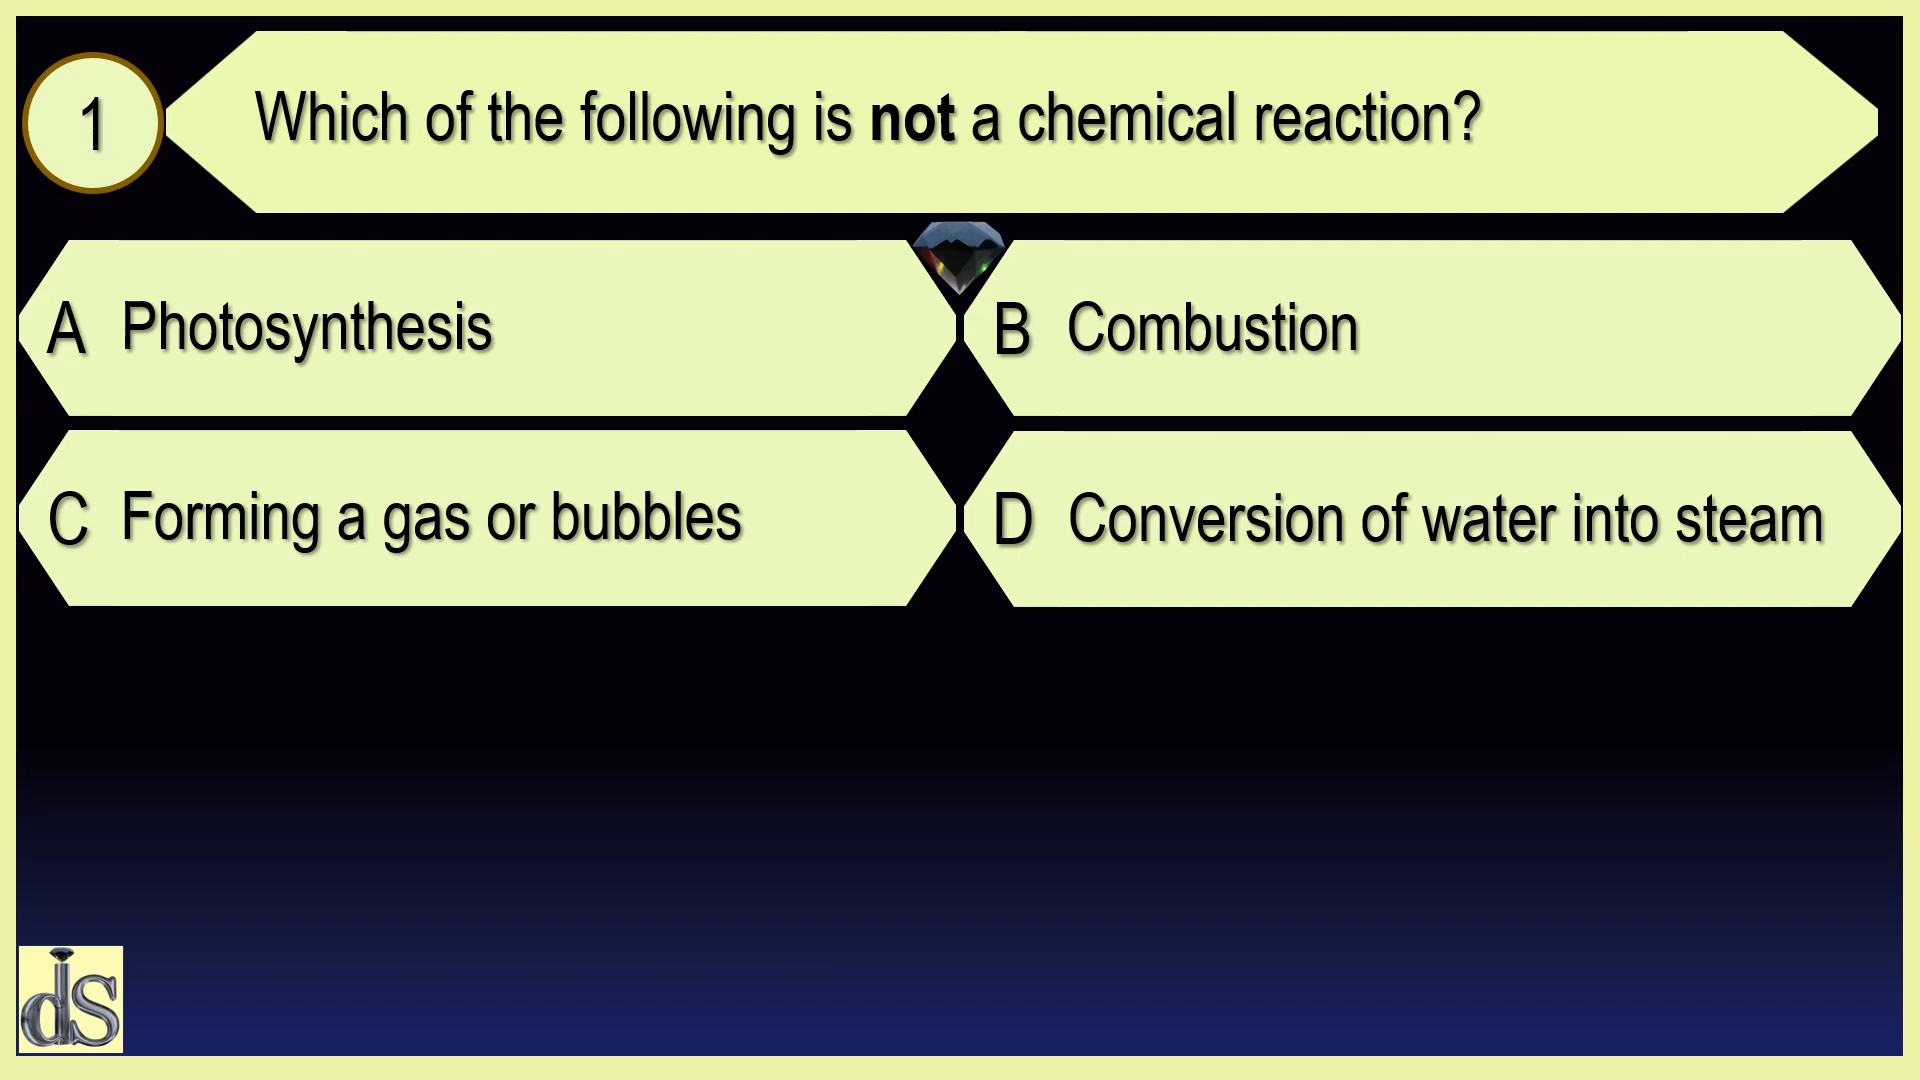 1
Which of the following is not a chemical reaction?
A Photosynthesis
B Combustion
C Forming a gas or bubbles
D Conversion of water into steam
ds